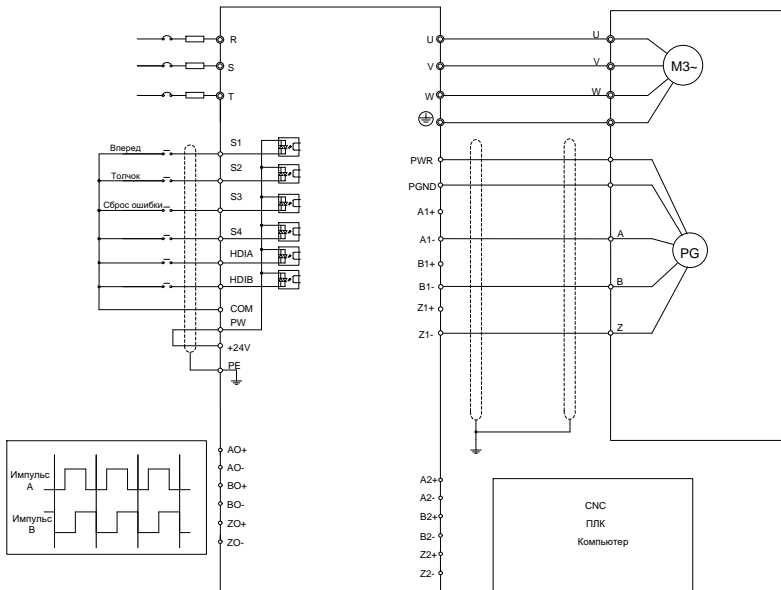 R
S
T
Вперед
S1
Толчок
S2
Сброс ошибки
S3
S4
HDIA
HDIB
COM
PW
+24V
PE
U
V
W
PWR
PGND
A1+
A1-
B1+
B1-
Z1+
Z1-
U
V
W
M3~
A
B
Z
PG
Импульс
A
Импульс
B
AO+
AO-
BO+
BO-
ZO+
ZO-
A2+
A2-
B2+
B2-
Z2+
Z2-
CNC
ПЛК
Компьютер